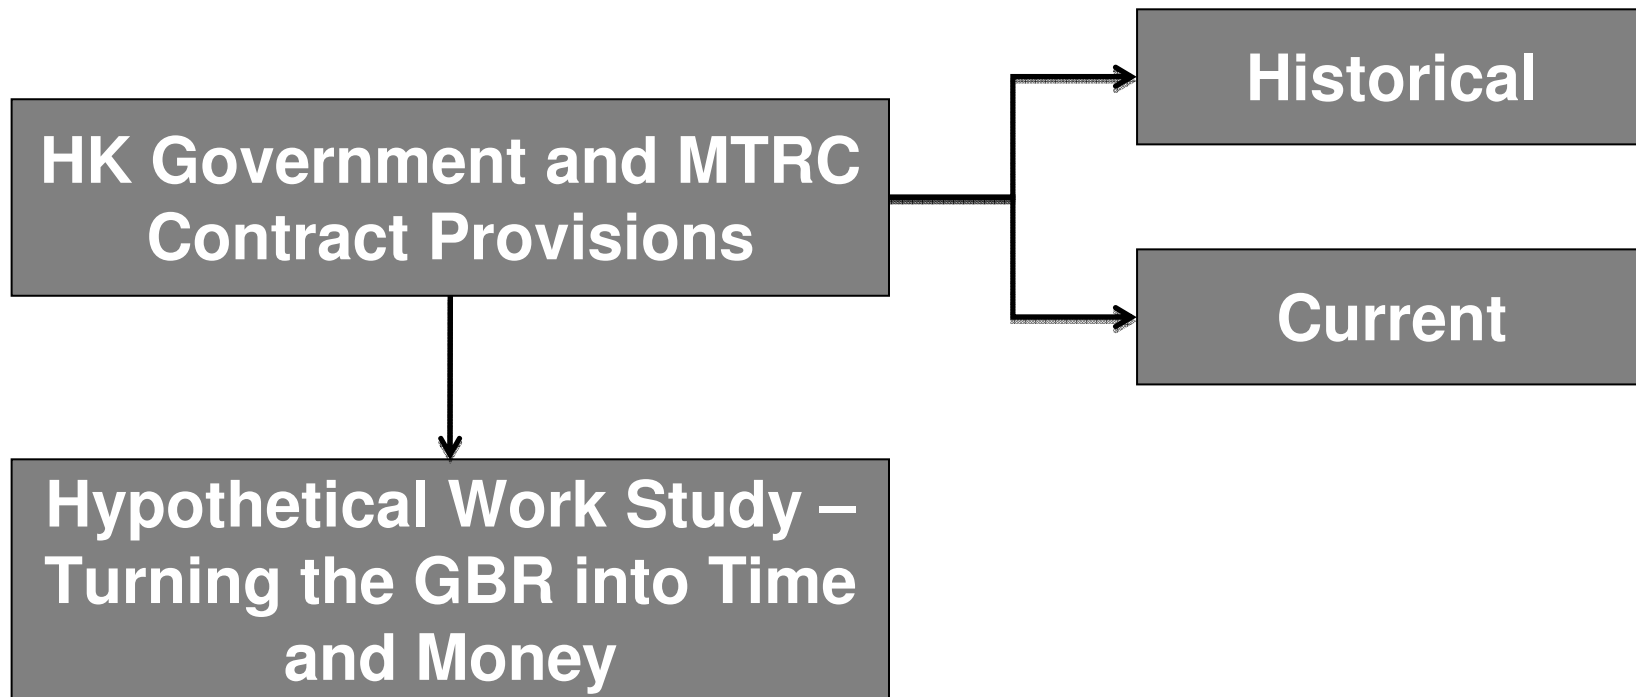 HK Government and MTRC
Contract Provisions
Historical
Current
Hypothetical Work Study –
Turning the GBR into Time
and Money